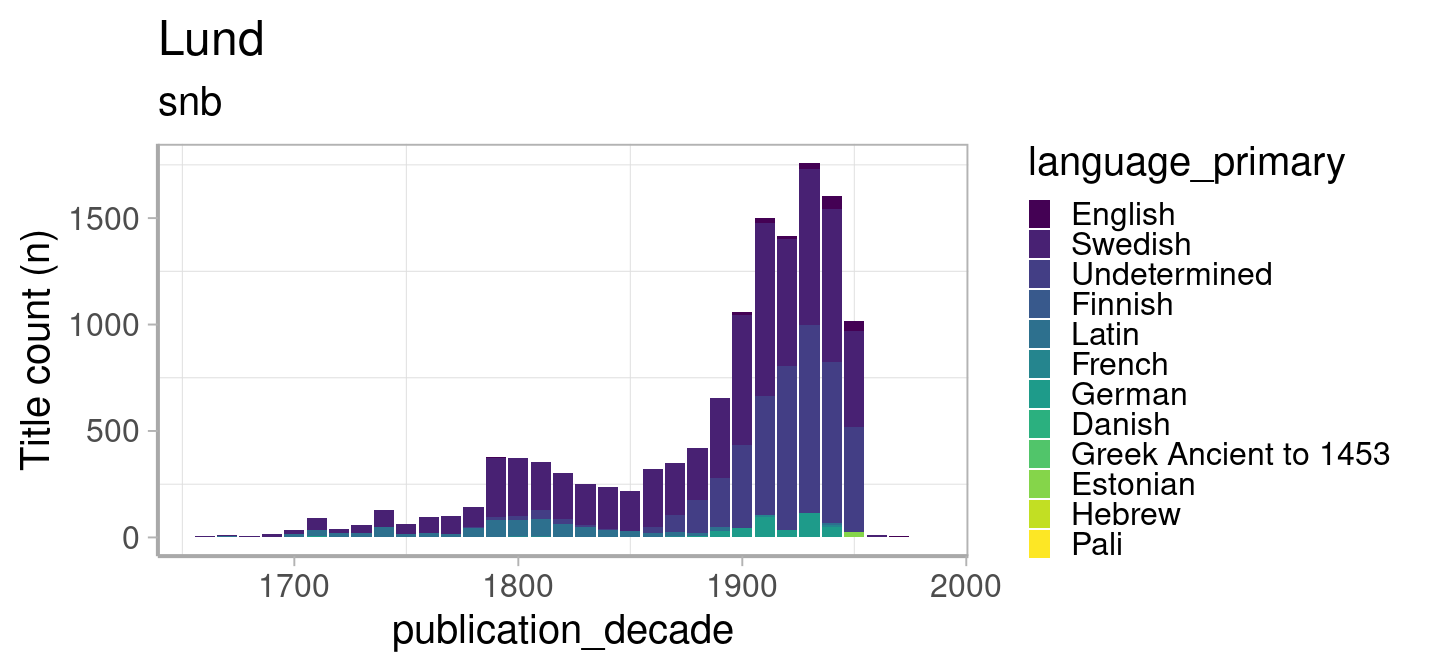 Lund
snb
Title count (n)
1500
1000
500
0
1700
1800
1900
2000
publication_decade
language_primary
English
Swedish
Undetermined
Finnish
Latin
French
German
Danish
Greek Ancient to 1453
Estonian
Hebrew
Pali